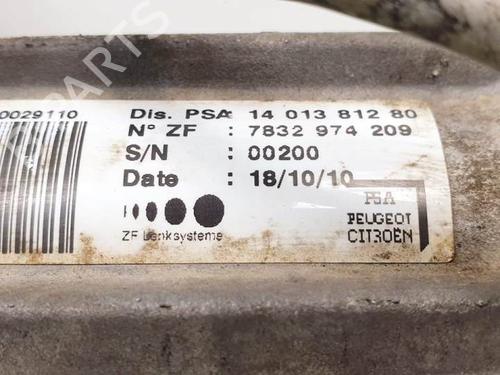 0029110
Dis. PSA: 14 013 812 80
N° ZF : 7832 974 209
S/N : 00200
Date : 18/10/10
ZF Lenksysteme
PSA
PEUGEOT
CITROËN
PARTS